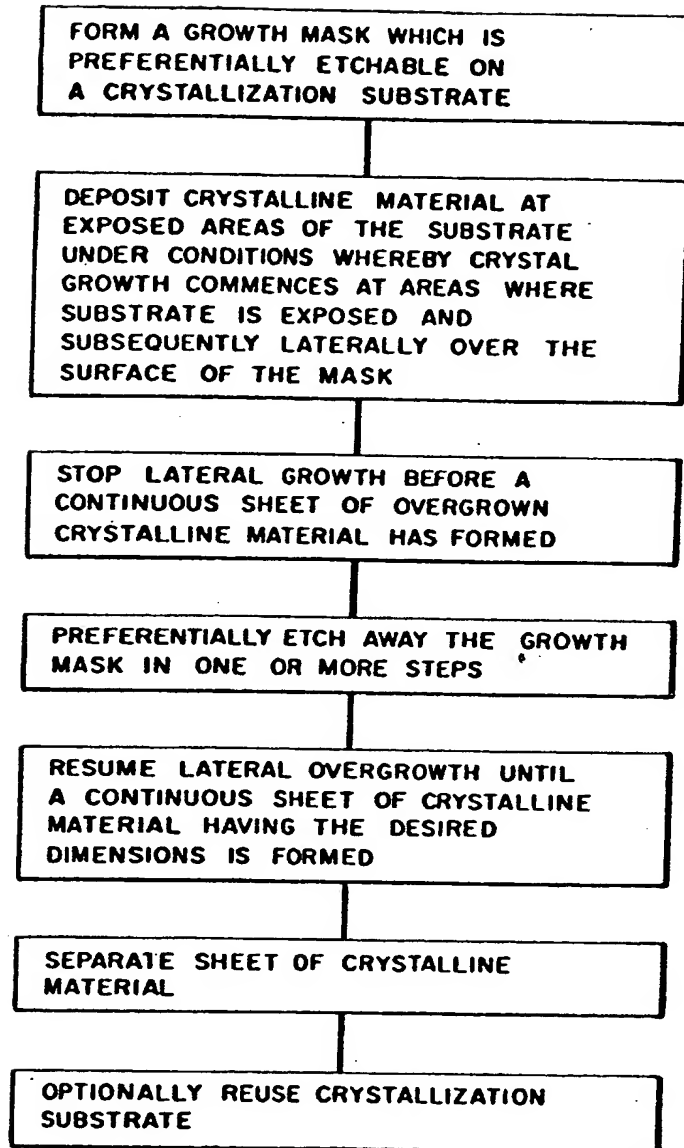 FORM A GROWTH MASK WHICH IS
PREFERENTIALLY ETCHABLE ON
A CRYSTALLIZATION SUBSTRATE
DEPOSIT CRYSTALLINE MATERIAL AT
EXPOSED AREAS OF THE SUBSTRATE
UNDER CONDITIONS WHEREBY CRYSTAL
GROWTH COMMENCES AT AREAS WHERE
SUBSTRATE IS EXPOSED AND
SUBSEQUENTLY LATERALLY OVER THE
SURFACE OF THE MASK
STOP LATERAL GROWTH BEFORE A
CONTINUOUS SHEET OF OVERGROWN
CRYSTALLINE MATERIAL HAS FORMED
PREFERENTIALLY ETCH AWAY THE GROWTH
MASK IN ONE OR MORE STEPS
RESUME LATERAL OVERGROWTH UNTIL
A CONTINUOUS SHEET OF CRYSTALLINE
MATERIAL HAVING THE DESIRED
DIMENSIONS IS FORMED
SEPARATE SHEET OF CRYSTALLINE
MATERIAL
OPTIONALLY REUSE CRYSTALLIZATION
SUBSTRATE